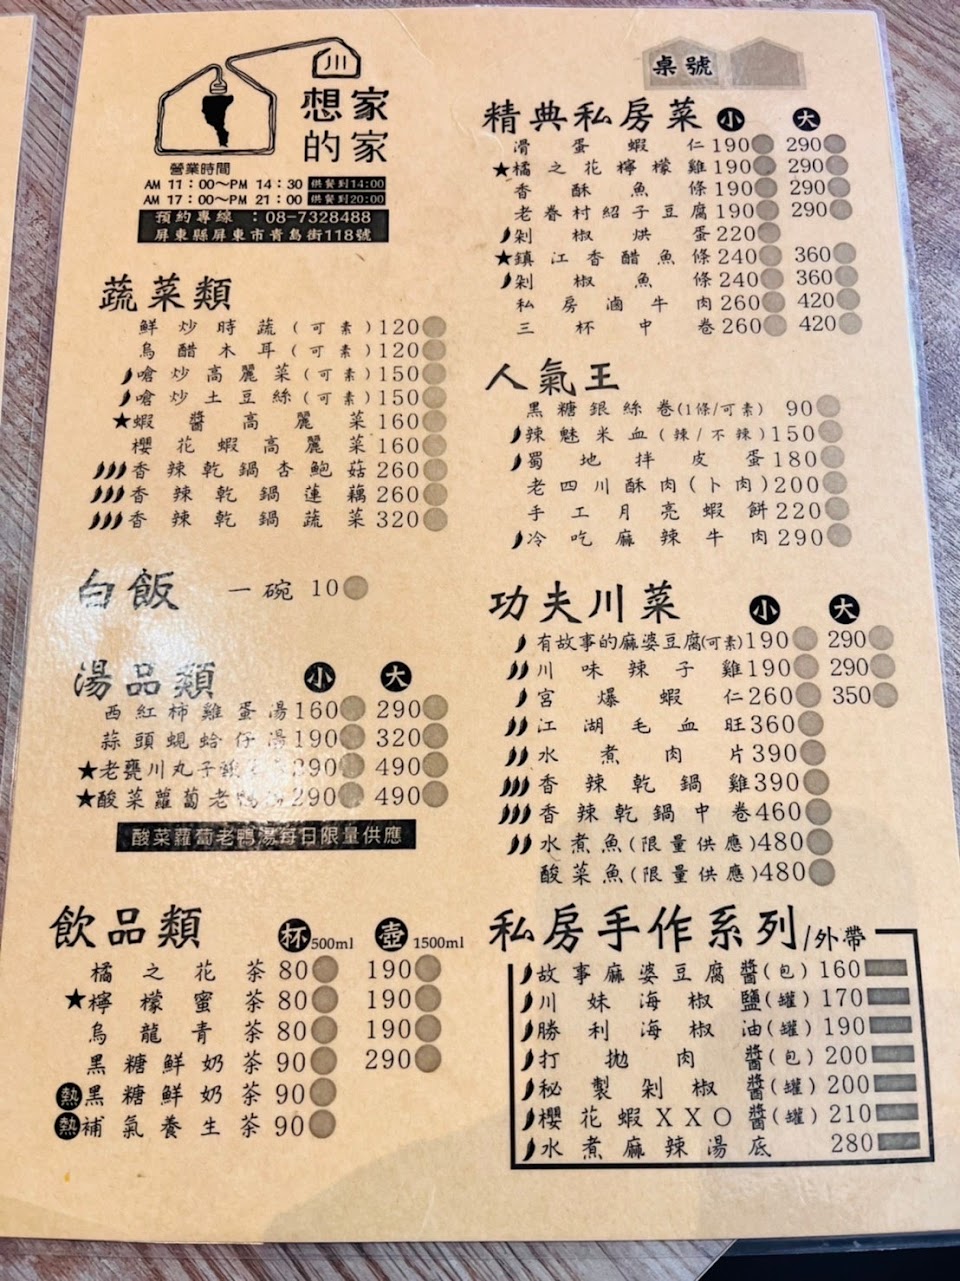 川
想家
的家
營業時間
AM 11：00～PM 14：30 供餐到14:00
AM 17：00～PM 21：00 供餐到20:00
預約專線 ：08-7328488
屏東縣屏東市青島街118號
蔬菜類
鮮炒時蔬(可素)120
烏醋木耳(可素)120
嗆炒高麗菜(可素)150
嗆炒土豆絲(可素)150
★蝦醬高麗菜 160
櫻花蝦高麗菜 160
香辣乾鍋杏鮑菇 260
香辣乾鍋蓮藕 260
香辣乾鍋蔬菜 320
白飯 一碗 10
湯品類 小 大
西紅柿雞蛋湯 160 290
蒜頭蜆蛤仔湯 190 320
★老甕川丸子 290 490
★酸菜蘿蔔老鴨湯 290 490
酸菜蘿蔔老鴨湯每日限量供應
飲品類 杯500ml 壺1500ml
橘之花茶 80 190
★檸檬蜜茶 80 190
烏龍青茶 80 190
黑糖鮮奶茶 90 290
熱 黑糖鮮奶茶 90
熱 補氣養生茶 90
桌號
精典私房菜 小 大
滑蛋蝦仁 190 290
★橘之花檸檬雞 190 290
香酥魚條 190 290
老眷村紹子豆腐 190 290
剁椒烘蛋 220
★鎮江香醋魚條 240 360
剁椒魚條 240 360
私房滷牛肉 260 420
三杯中卷 260 420
人氣王
黑糖銀絲卷(1條/可素) 90
辣魅米血(辣/不辣)150
蜀地拌皮蛋 180
老四川酥肉(卜肉)200
手工月亮蝦餅 220
冷吃麻辣牛肉 290
功夫川菜 小 大
有故事的麻婆豆腐(可素)190 290
川味辣子雞 190 290
宮爆蝦仁 260 350
江湖毛血旺 360
水煮肉片 390
香辣乾鍋雞 390
香辣乾鍋中卷 460
水煮魚(限量供應)480
酸菜魚(限量供應)480
私房手作系列/外帶
故事麻婆豆腐醬(包) 160
川妹海椒鹽(罐) 170
勝利海椒油(罐) 190
打拋肉醬(包) 200
秘製剁椒醬(罐) 200
櫻花蝦XXO醬(罐) 210
水煮麻辣湯底 280